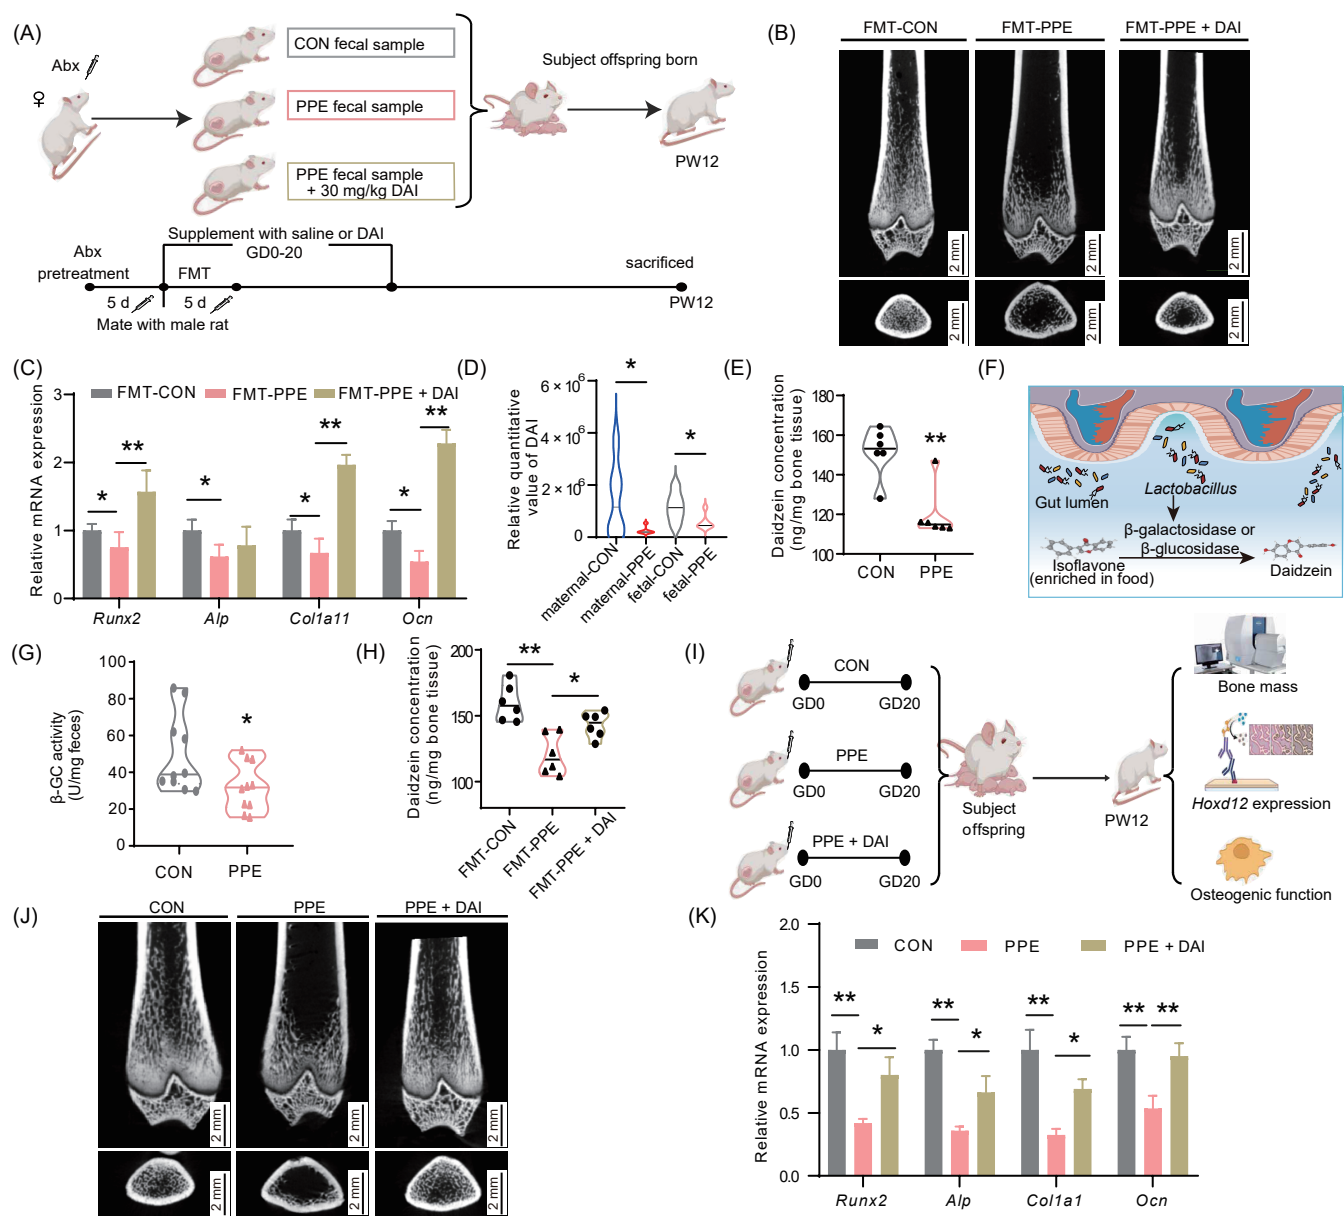 (A)
Abx
♀
CON fecal sample
PPE fecal sample
PPE fecal sample
+ 30 mg/kg DAI
Subject offspring born
PW12
Supplement with saline or DAI
GD0-20
Abx
pretreatment
FMT
sacrificed
5 d
5 d
PW12
Mate with male rat
(B)
FMT-CON
FMT-PPE
FMT-PPE + DAI
2 mm
2 mm
2 mm
2 mm
2 mm
2 mm
(C)
FMT-CON
FMT-PPE
FMT-PPE + DAI
Relative mRNA expression
3
2
1
0
*
**
*
*
**
*
**
Runx2
Alp
Col1a11
Ocn
(D)
Relative quantitative
value of DAI
6 × 10⁶
4 × 10⁶
2 × 10⁶
0
*
*
maternal-CON
maternal-PPE
fetal-CON
fetal-PPE
(E)
Daidzein concentration
(ng/mg bone tissue)
180
160
140
120
100
**
CON
PPE
(F)
Gut lumen
Lactobacillus
β-galactosidase or
β-glucosidase
Isoflavone
(enriched in food)
Daidzein
(G)
β-GC activity
(U/mg feces)
100
80
60
40
20
0
*
CON
PPE
(H)
Daidzein concentration
(ng/mg bone tissue)
200
150
100
**
*
FMT-CON
FMT-PPE
FMT-PPE + DAI
(I)
CON
GD0
GD20
PPE
GD0
GD20
PPE + DAI
GD0
GD20
Subject
offspring
PW12
Bone mass
Hoxd12 expression
Osteogenic function
(J)
CON
PPE
PPE + DAI
2 mm
2 mm
2 mm
2 mm
2 mm
2 mm
(K)
CON
PPE
PPE + DAI
Relative mRNA expression
2.0
1.5
1.0
0.5
0.0
**
*
**
*
**
*
**
**
Runx2
Alp
Col1a1
Ocn